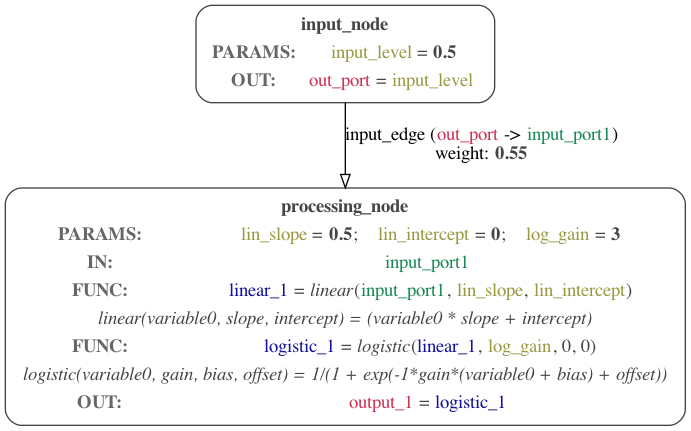 input_node
PARAMS: input_level = 0.5
OUT: out_port = input_level
input_edge (out_port -> input_port1)
weight: 0.55
processing_node
PARAMS: lin_slope = 0.5; lin_intercept = 0; log_gain = 3
IN: input_port1
FUNC: linear_1 = linear(input_port1, lin_slope, lin_intercept)
linear(variable0, slope, intercept) = (variable0 * slope + intercept)
FUNC: logistic_1 = logistic(linear_1, log_gain, 0, 0)
logistic(variable0, gain, bias, offset) = 1/(1 + exp(-1*gain*(variable0 + bias) + offset))
OUT: output_1 = logistic_1